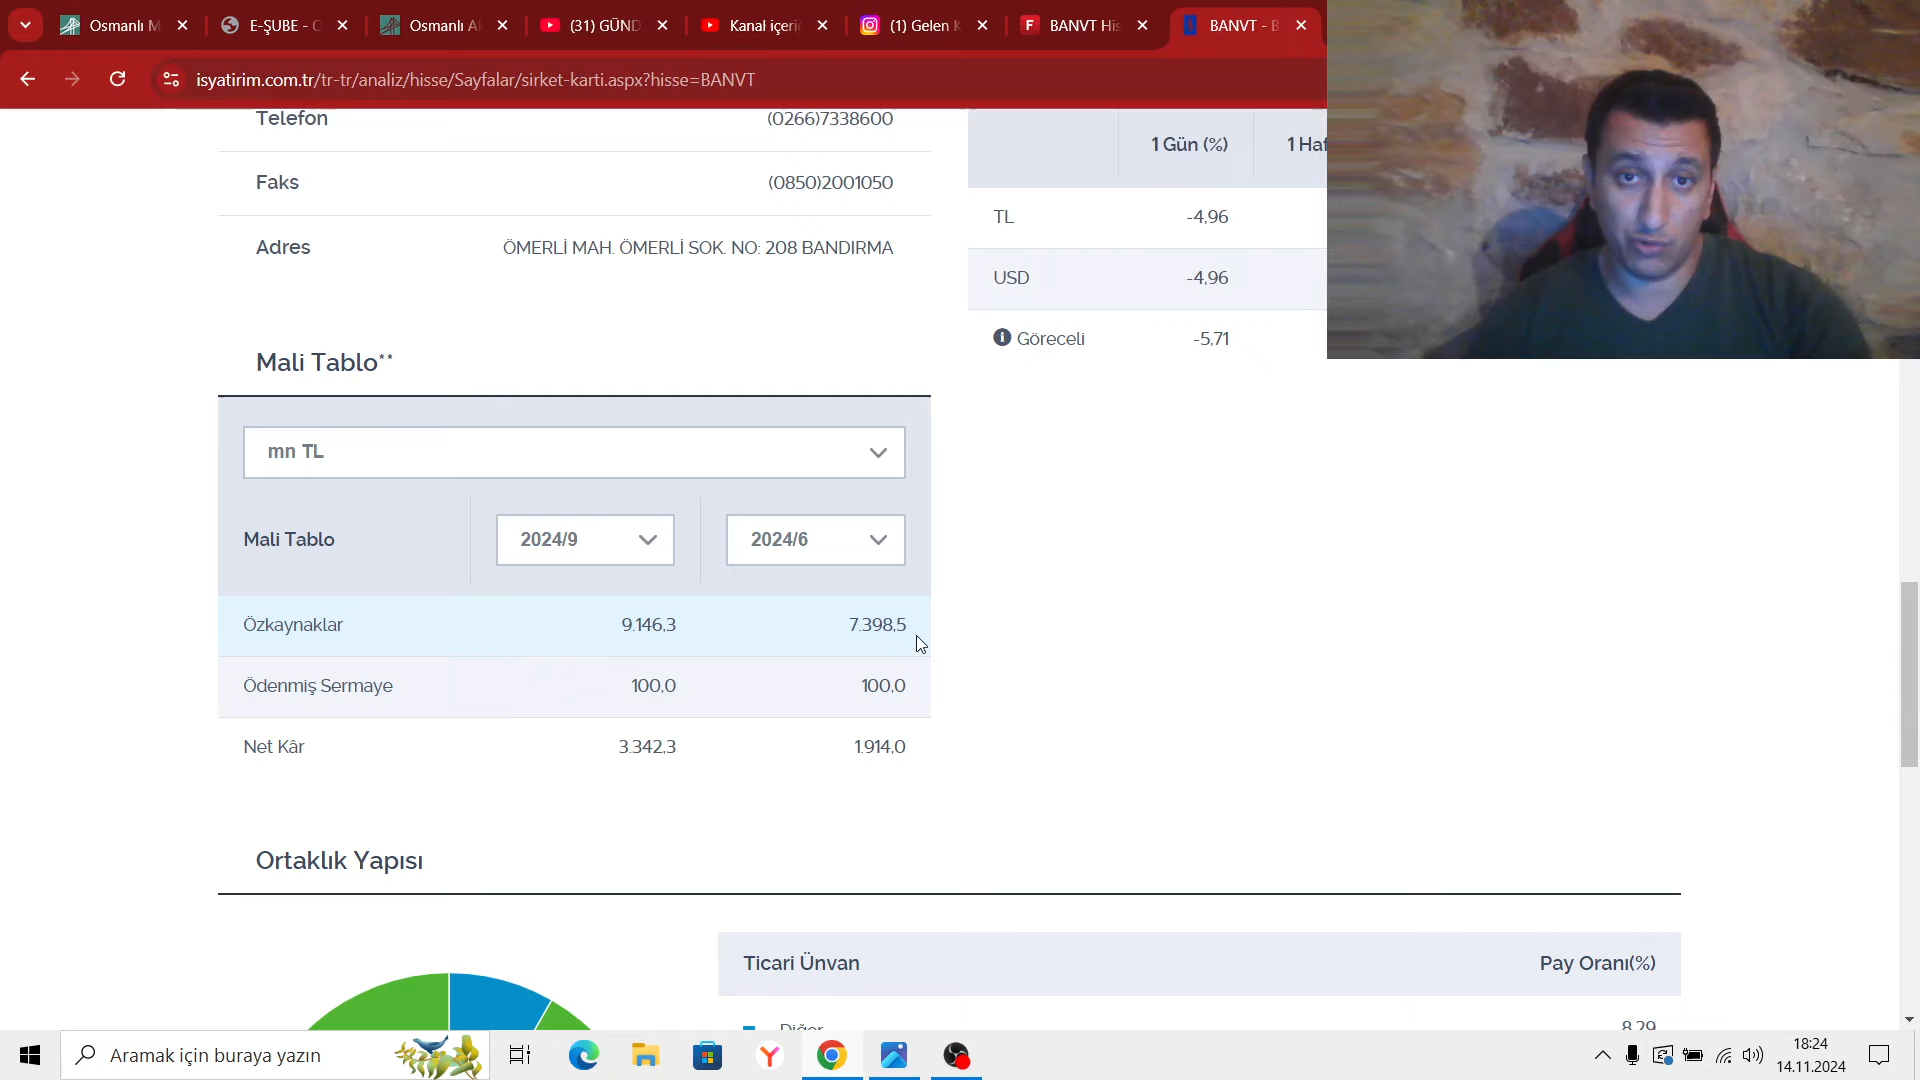 Osmanlı M
E-ŞUBE - O
Osmanlı A
(31) GÜND
Kanal içeriğ
(1) Gelen K
BANVT His
BANVT - B
isyatirim.com.tr/tr-tr/analiz/hisse/Sayfalar/sirket-karti.aspx?hisse=BANVT
Telefon (0266)7338600
Faks (0850)2001050
Adres ÖMERLİ MAH. ÖMERLİ SOK. NO: 208 BANDIRMA
1 Gün (%) 1 Haf
TL -4,96
USD -4,96
Göreceli -5,71
Mali Tablo**
mn TL
Mali Tablo 2024/9 2024/6
Özkaynaklar 9.146,3 7.398,5
Ödenmiş Sermaye 100,0 100,0
Net Kâr 3.342,3 1.914,0
Ortaklık Yapısı
Ticari Ünvan Pay Oranı(%)
Diğer 8,29
Aramak için buraya yazın
18:24
14.11.2024